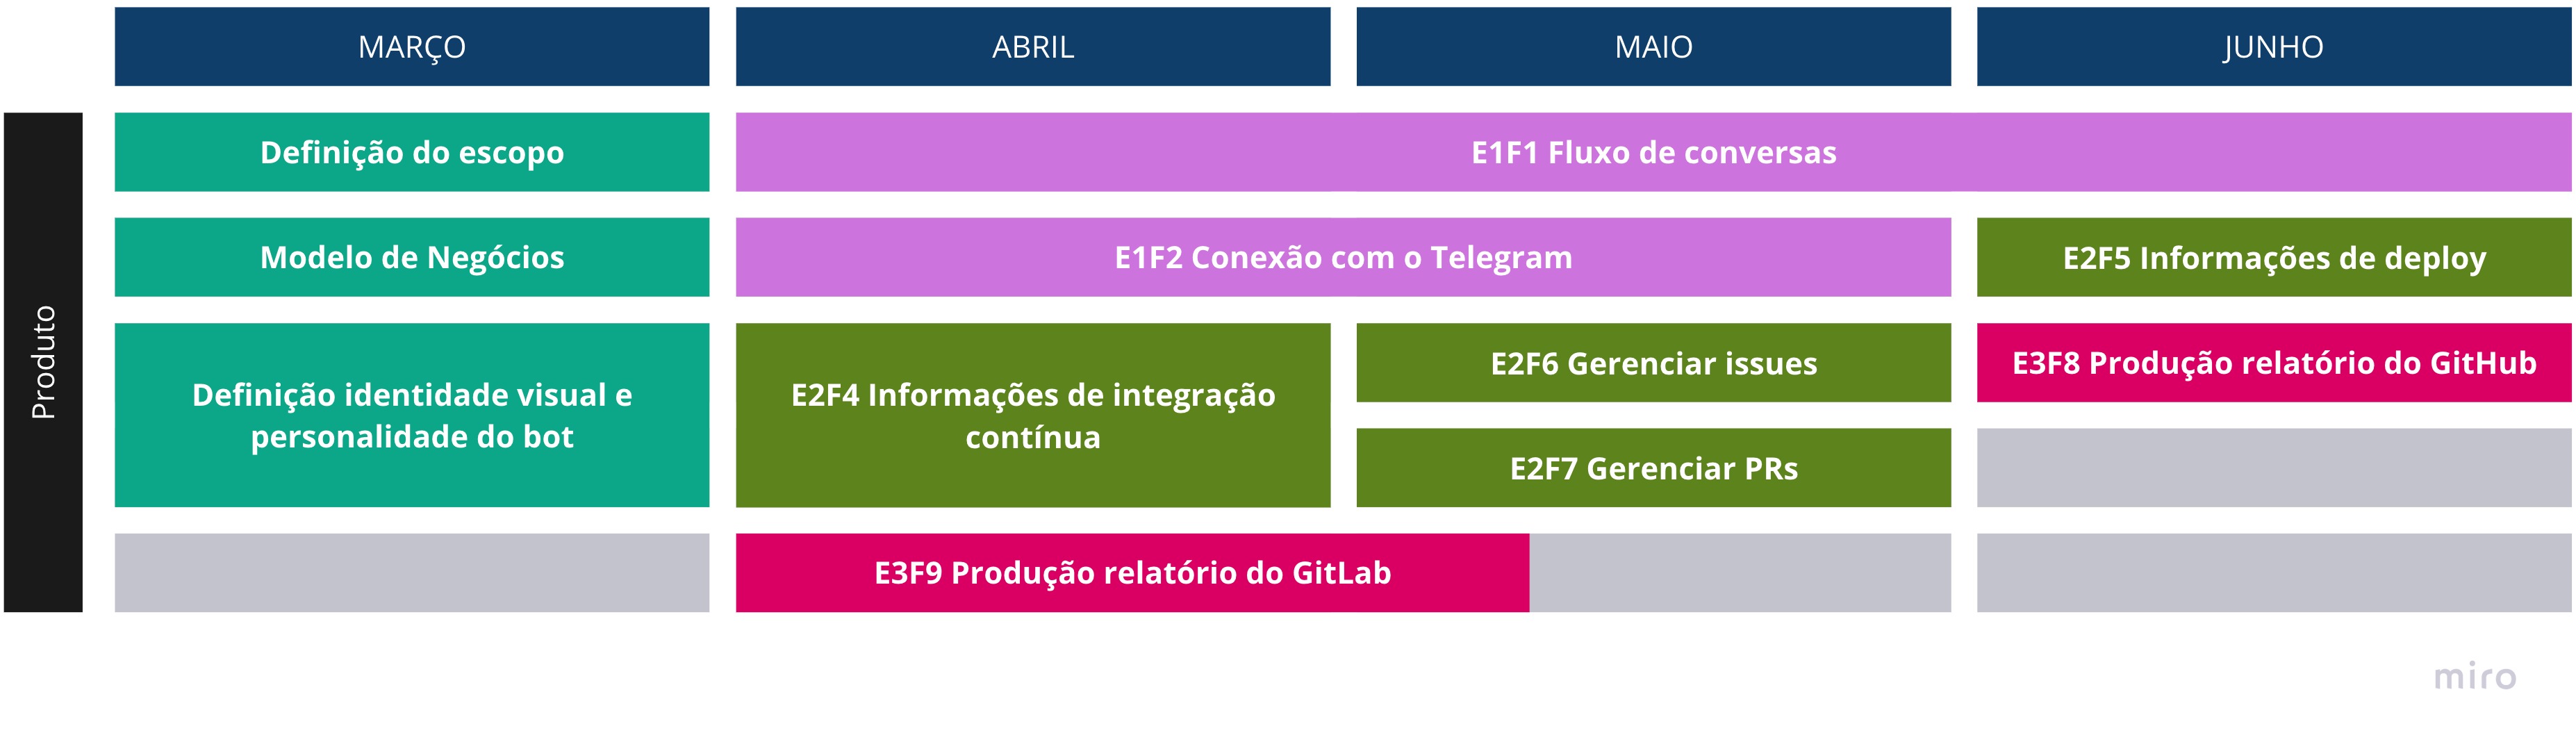 MARÇO
ABRIL
MAIO
JUNHO
Produto
Definição do escopo
E1F1 Fluxo de conversas
Modelo de Negócios
E1F2 Conexão com o Telegram
E2F5 Informações de deploy
Definição identidade visual e
personalidade do bot
E2F4 Informações de integração
contínua
E2F6 Gerenciar issues
E3F8 Produção relatório do GitHub
E2F7 Gerenciar PRs
E3F9 Produção relatório do GitLab
miro